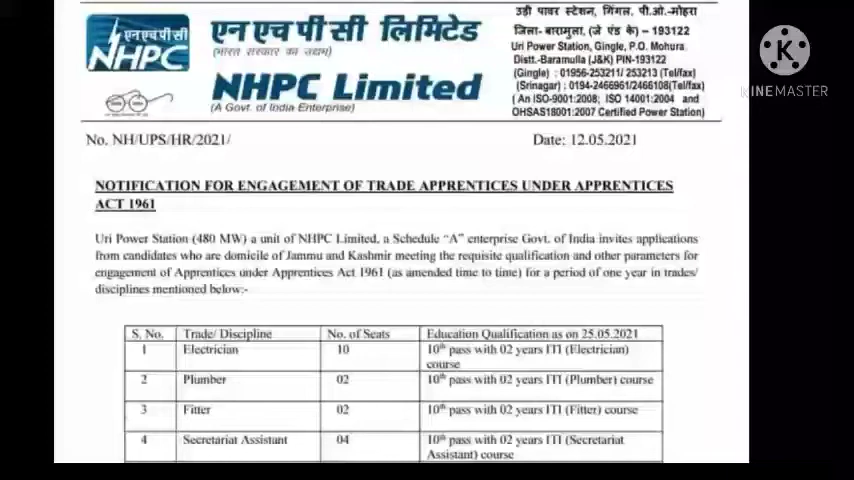 एनएचपीसी
NHPC
एन एच पी सी लिमिटेड
(भारत सरकार का उद्यम)
NHPC Limited
(A Govt. of India Enterprise)
उड़ी पावर स्टेशन, गिंगल, पी.ओ.-मोहरा
जिला- बारामुला, (जे एंड के) – 193122
Uri Power Station, Gingle, P.O. Mohura
Distt.-Baramulla (J&K) PIN-193122
(Gingle) : 01956-253211/ 253213 (Tel/fax)
(Srinagar) : 0194-2466961/2466108(Tel/fax)
( An ISO-9001:2008; ISO 14001:2004 and
OHSAS18001:2007 Certified Power Station)
K
KINEMASTER
No. NH/UPS/HR/2021/
Date: 12.05.2021
NOTIFICATION FOR ENGAGEMENT OF TRADE APPRENTICES UNDER APPRENTICES
ACT 1961
Uri Power Station (480 MW) a unit of NHPC Limited, a Schedule "A" enterprise Govt. of India invites applications
from candidates who are domicile of Jammu and Kashmir meeting the requisite qualification and other parameters for
engagement of Apprentices under Apprentices Act 1961 (as amended time to time) for a period of one year in trades/
disciplines mentioned below:-
S. No. Trade/ Discipline No. of Seats Education Qualification as on 25.05.2021
1 Electrician 10 10th pass with 02 years ITI (Electrician)
course
2 Plumber 02 10th pass with 02 years ITI (Plumber) course
3 Fitter 02 10th pass with 02 years ITI (Fitter) course
4 Secretariat Assistant 04 10th pass with 02 years ITI (Secretariat
Assistant) course